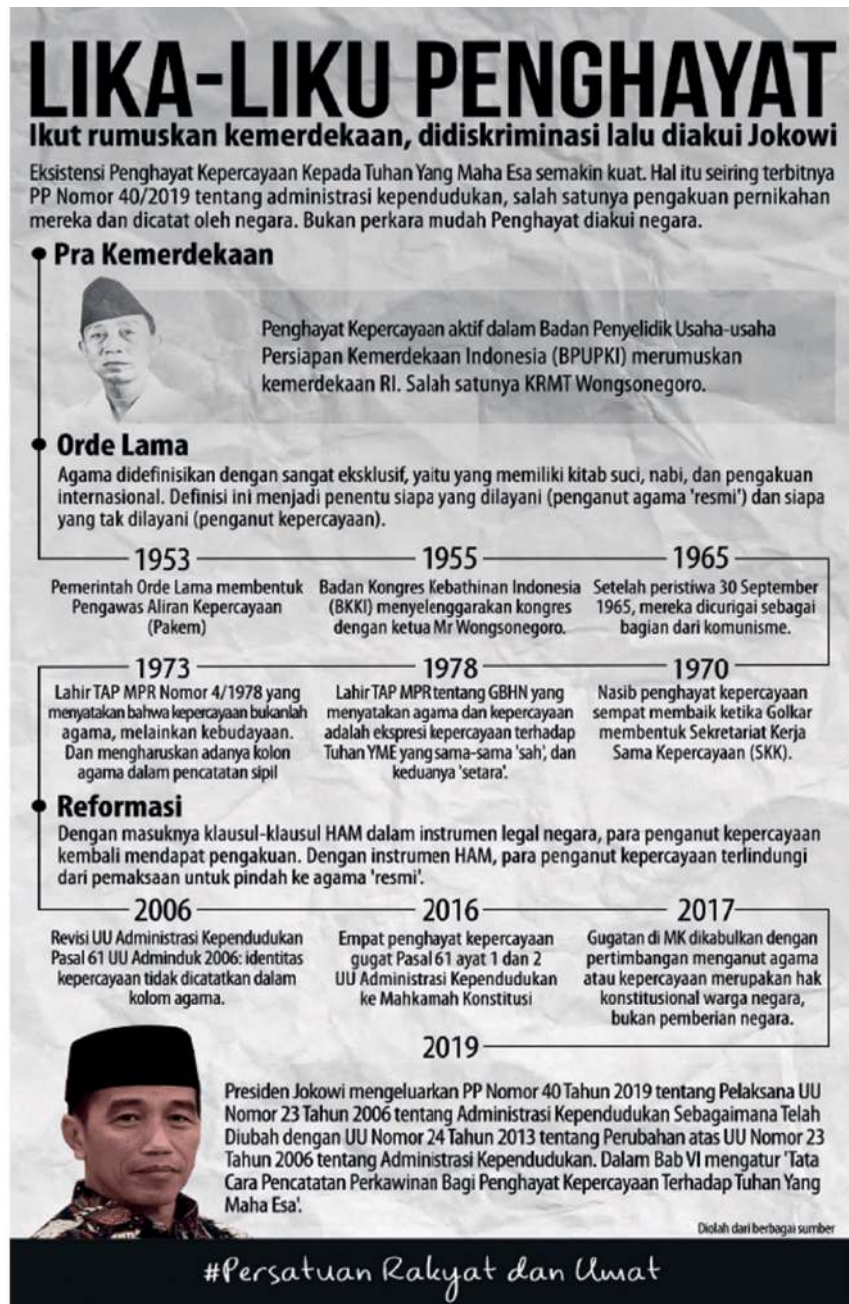 LIKA-LIKU PENGHAYAT
Ikut rumuskan kemerdekaan, didiskriminasi lalu diakui Jokowi
Eksistensi Penghayat Kepercayaan Kepada Tuhan Yang Maha Esa semakin kuat. Hal itu seiring terbitnya
PP Nomor 40/2019 tentang administrasi kependudukan, salah satunya pengakuan pernikahan
mereka dan dicatat oleh negara. Bukan perkara mudah Penghayat diakui negara.
Pra Kemerdekaan
Penghayat Kepercayaan aktif dalam Badan Penyelidik Usaha-usaha
Persiapan Kemerdekaan Indonesia (BPUPKI) merumuskan
kemerdekaan RI. Salah satunya KRMT Wongsonegoro.
Orde Lama
Agama didefinisikan dengan sangat eksklusif, yaitu yang memiliki kitab suci, nabi, dan pengakuan
internasional. Definisi ini menjadi penentu siapa yang dilayani (penganut agama 'resmi') dan siapa
yang tak dilayani (penganut kepercayaan).
1953
Pemerintah Orde Lama membentuk
Pengawas Aliran Kepercayaan
(Pakem)
1955
Badan Kongres Kebathinan Indonesia
(BKKI) menyelenggarakan kongres
dengan ketua Mr Wongsonegoro.
1965
Setelah peristiwa 30 September
1965, mereka dicurigai sebagai
bagian dari komunisme.
1973
Lahir TAP MPR Nomor 4/1978 yang
menyatakan bahwa kepercayaan bukanlah
agama, melainkan kebudayaan.
Dan mengharuskan adanya kolon
agama dalam pencatatan sipil
1978
Lahir TAP MPR tentang GBHN yang
menyatakan agama dan kepercayaan
adalah ekspresi kepercayaan terhadap
Tuhan YME yang sama-sama 'sah', dan
keduanya 'setara'.
1970
Nasib penghayat kepercayaan
sempat membaik ketika Golkar
membentuk Sekretariat Kerja
Sama Kepercayaan (SKK).
Reformasi
Dengan masuknya klausul-klausul HAM dalam instrumen legal negara, para penganut kepercayaan
kembali mendapat pengakuan. Dengan instrumen HAM, para penganut kepercayaan terlindungi
dari pemaksaan untuk pindah ke agama 'resmi'.
2006
Revisi UU Administrasi Kependudukan
Pasal 61 UU Adminduk 2006: identitas
kepercayaan tidak dicatatkan dalam
kolom agama.
2016
Empat penghayat kepercayaan
gugat Pasal 61 ayat 1 dan 2
UU Administrasi Kependudukan
ke Mahkamah Konstitusi
2017
Gugatan di MK dikabulkan dengan
pertimbangan menganut agama
atau kepercayaan merupakan hak
konstitusional warga negara,
bukan pemberian negara.
2019
Presiden Jokowi mengeluarkan PP Nomor 40 Tahun 2019 tentang Pelaksana UU
Nomor 23 Tahun 2006 tentang Administrasi Kependudukan Sebagaimana Telah
Diubah dengan UU Nomor 24 Tahun 2013 tentang Perubahan atas UU Nomor 23
Tahun 2006 tentang Administrasi Kependudukan. Dalam Bab VI mengatur 'Tata
Cara Pencatatan Perkawinan Bagi Penghayat Kepercayaan Terhadap Tuhan Yang
Maha Esa'.
Diolah dari berbagai sumber
#Persatuan Rakyat dan Umat